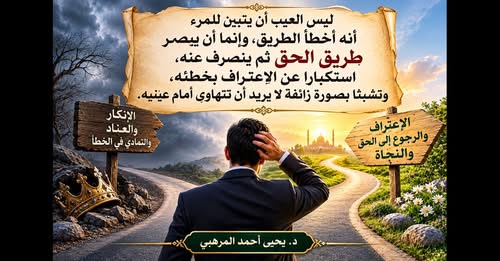 ليس العيب أن يتبين للمرء
أنه أخطأ الطريق، وإنما أن يبصر
طريق الحق ثم ينصرف عنه،
استكبارا عن الإعتراف بخطئه،
وتشبثا بصورة زائفة لا يريد أن تتهاوى أمام عينيه.
الإعتراف
والرجوع إلى الحق
والنجاة
الإنكار
والعناد
والتمادي في الخطأ
د. يحيى أحمد المرهبي